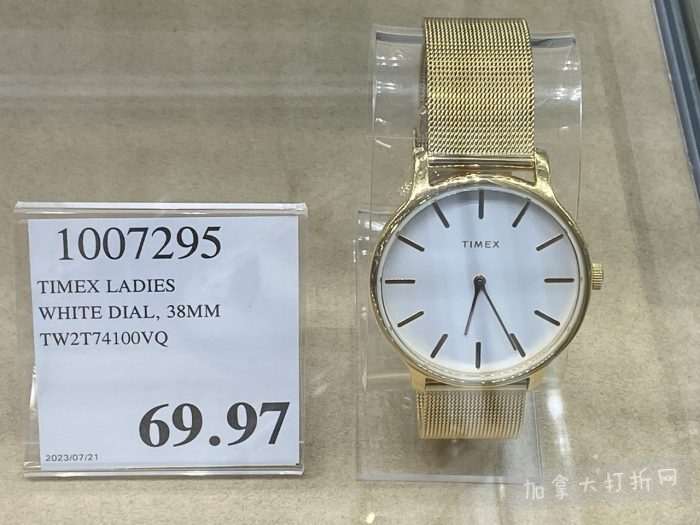 1007295
TIMEX LADIES
WHITE DIAL, 38MM
TW2T74100VQ
69.97
2023/07/21
TIMEX
加拿大打折网